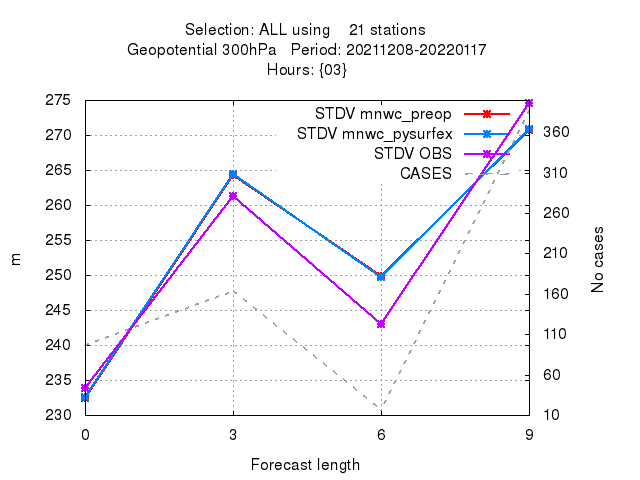 Selection: ALL using    21 stations
Geopotential 300hPa   Period: 20211208-20220117
Hours: {03}
STDV mnwc_preop
STDV mnwc_pysurfex
STDV OBS
CASES
275
270
265
260
255
250
245
240
235
230
m
360
310
260
210
160
110
60
10
No cases
0 3 6 9
Forecast length